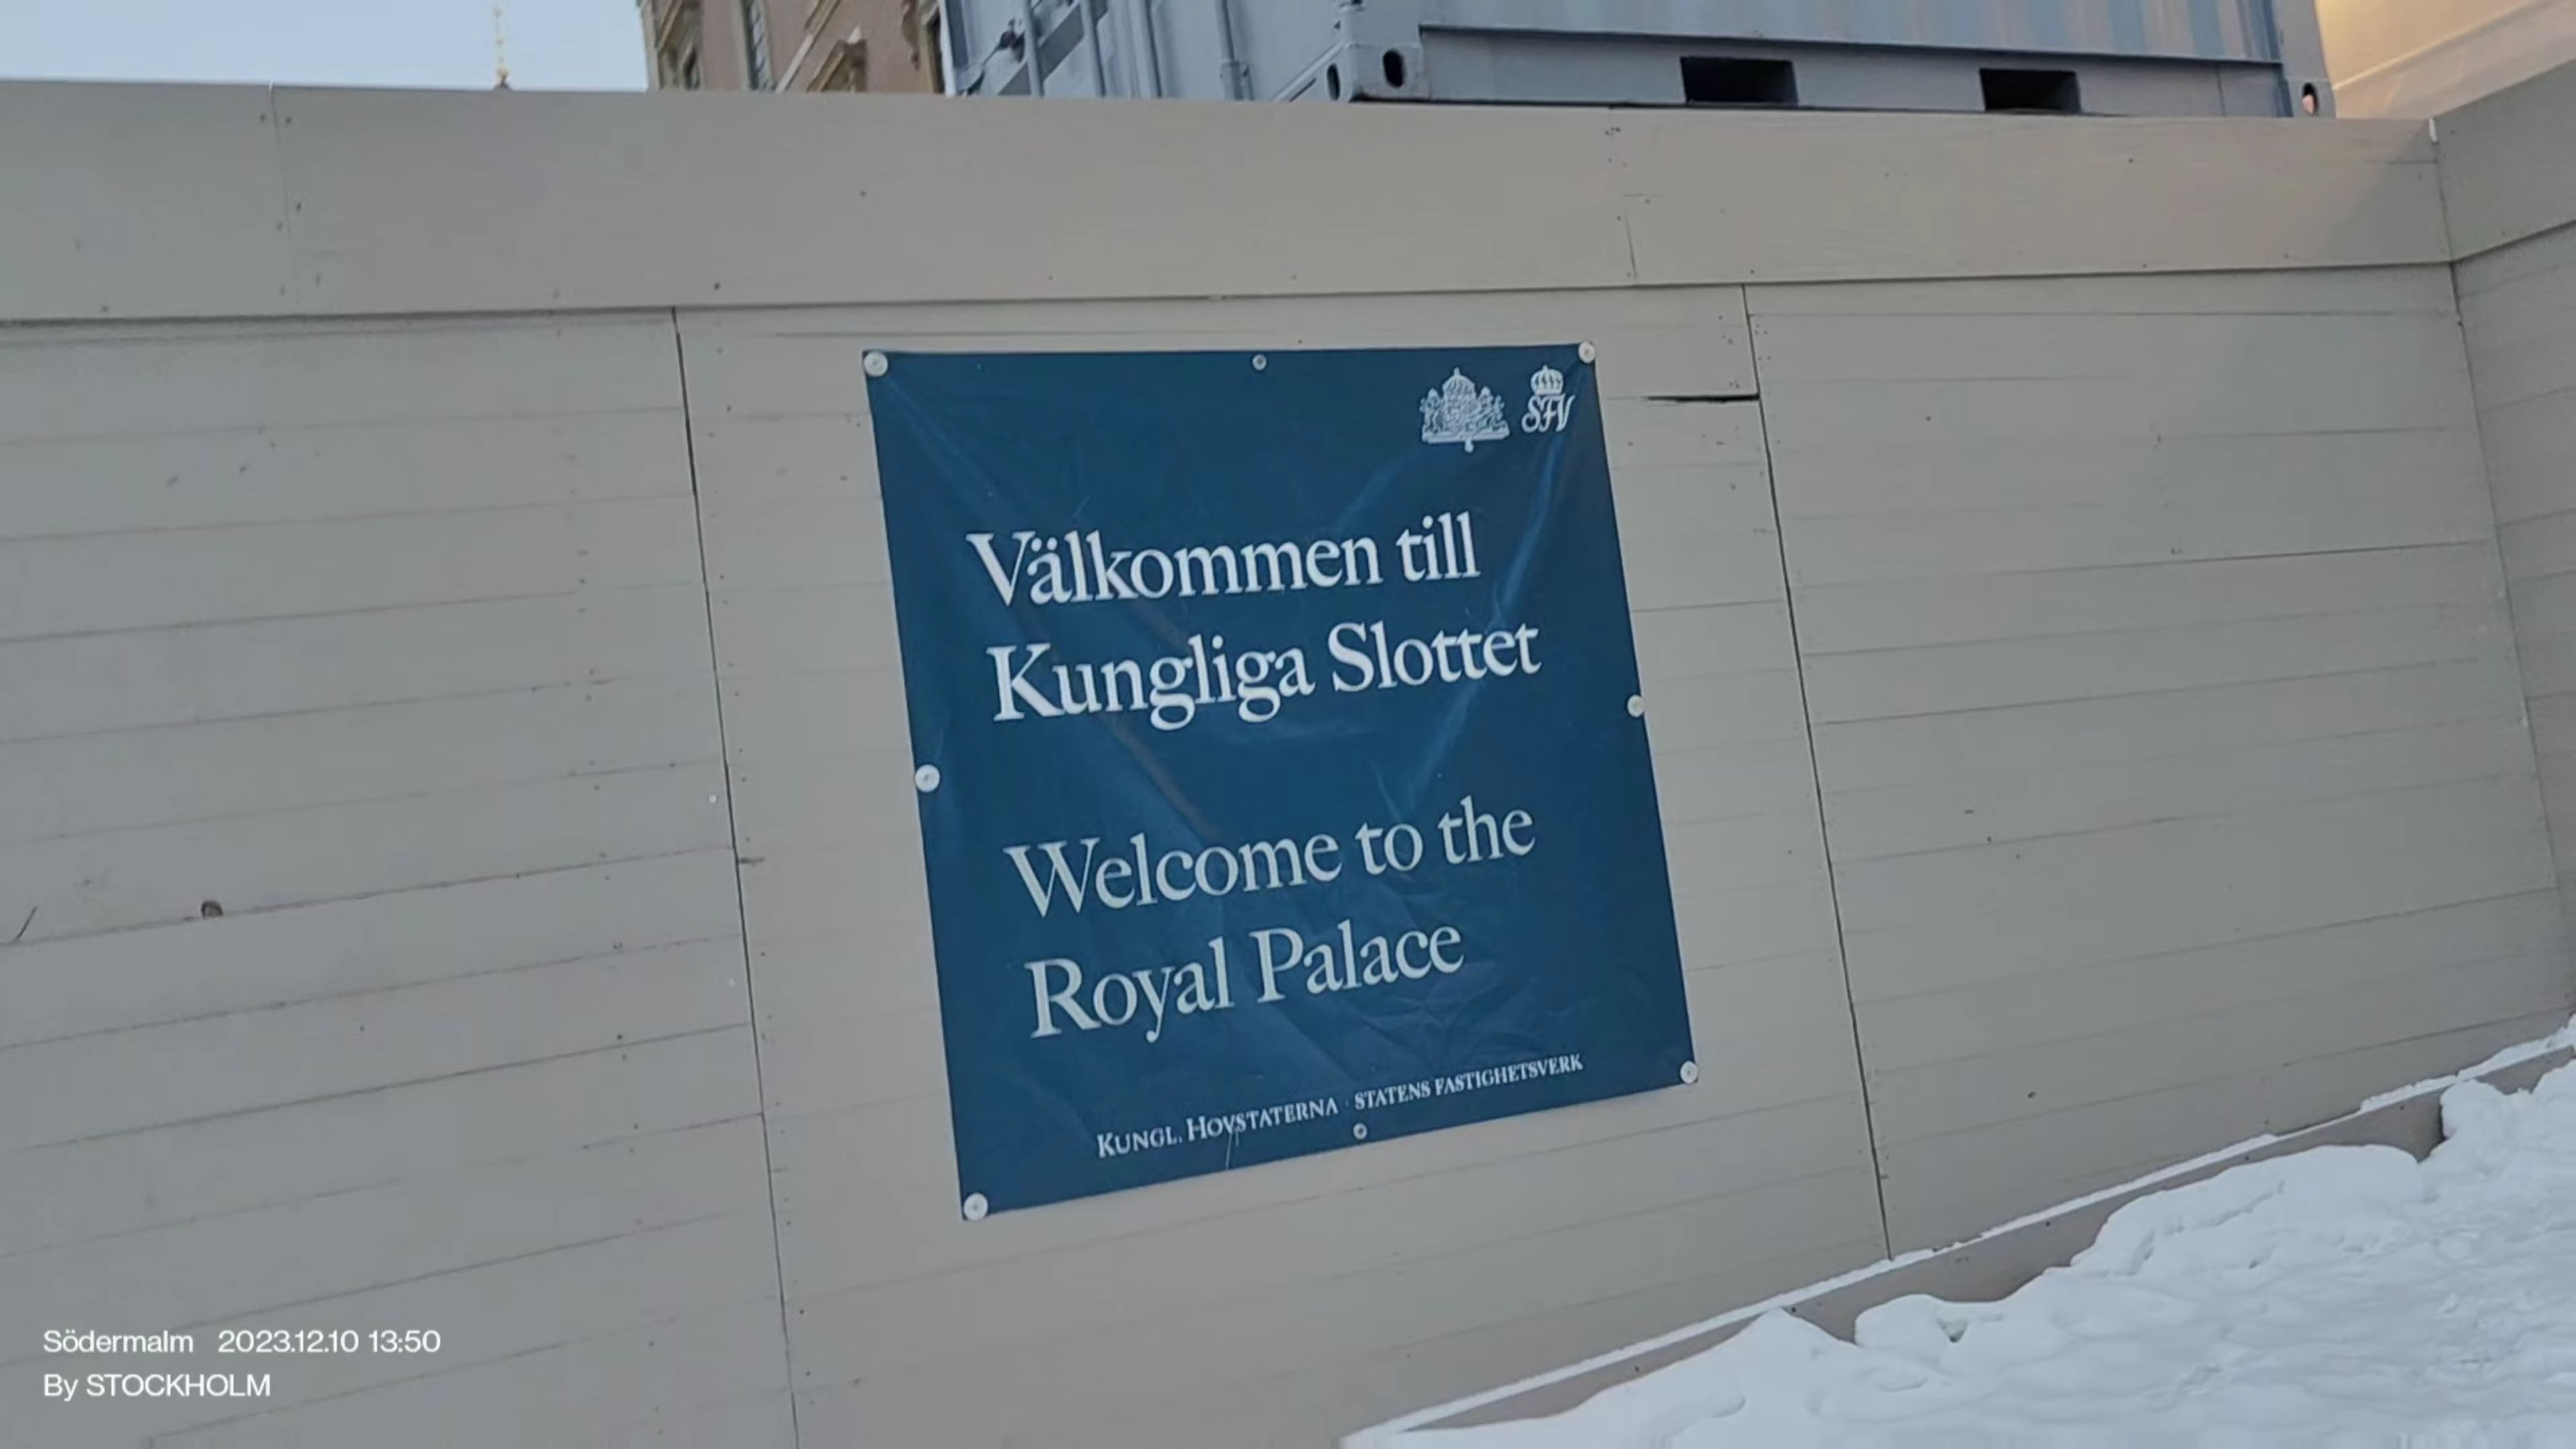 SFV
Välkommen till
Kungliga Slottet
Welcome to the
Royal Palace
KUNGL. HOVSTATERNA · STATENS FASTIGHETSVERK
Södermalm 2023.12.10 13:50
By STOCKHOLM